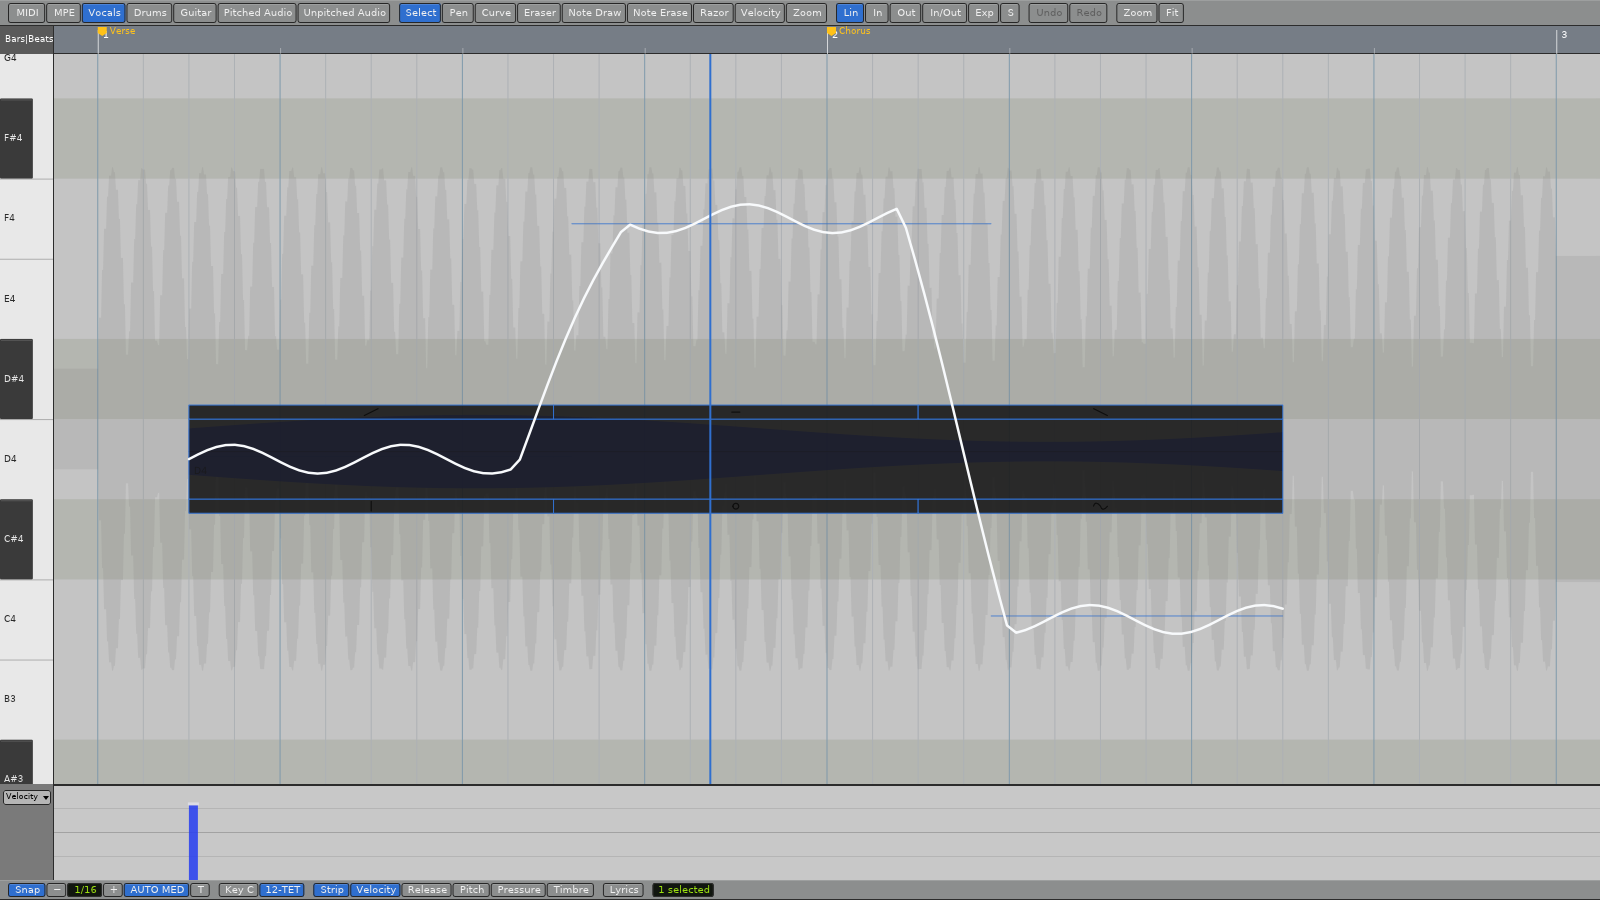 MIDI MPE Vocals Drums Guitar Pitched Audio Unpitched Audio Select Pen Curve Eraser Note Draw Note Erase Razor Velocity Zoom Lin In Out In/Out Exp S Undo Redo Zoom Fit
Bars|Beats 1 Verse 2 Chorus 3
G4
F#4
F4
E4
D#4
D4
C#4
C4
B3
A#3
Velocity
Snap − 1/16 + AUTO MED T Key C 12-TET Strip Velocity Release Pitch Pressure Timbre Lyrics 1 selected